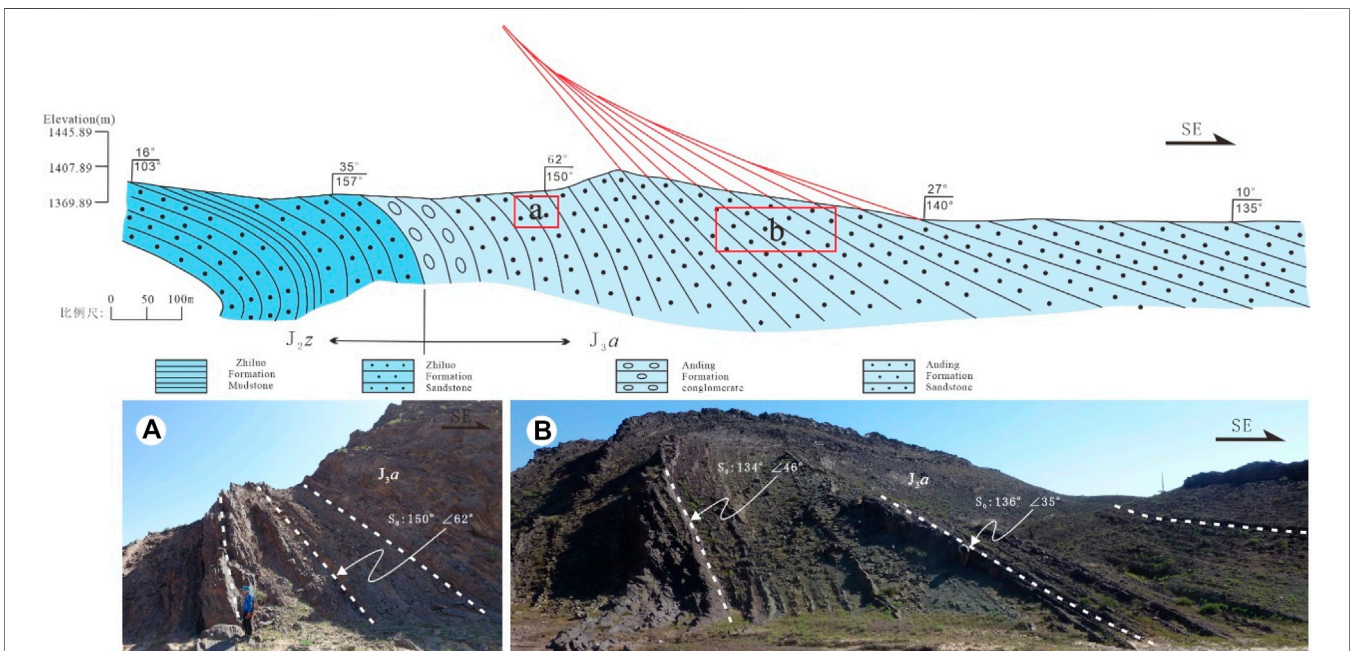 Elevation(m)
1445.89
1407.89
1369.89
16°
103°
35°
157°
62°
150°
27°
140°
10°
135°
SE
a
b
比例尺:
0 50 100m
J₂z
J₃a
Zhiluo
Formation
Mudstone
Zhiluo
Formation
Sandstone
Anding
Formation
conglomerate
Anding
Formation
Sandstone
A
SE
J₃a
S₀:150° ∠62°
B
SE
S₀:134° ∠46°
J₃a
S₀:136° ∠35°